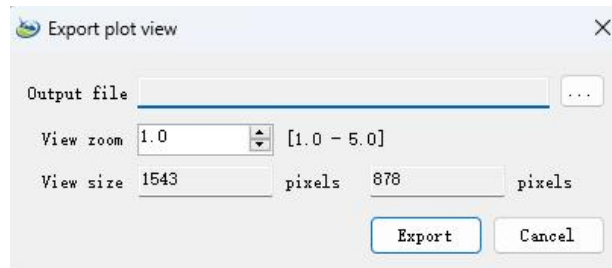 Export plot view
Output file ...
View zoom 1.0 [1.0 - 5.0]
View size 1543 pixels 878 pixels
Export Cancel